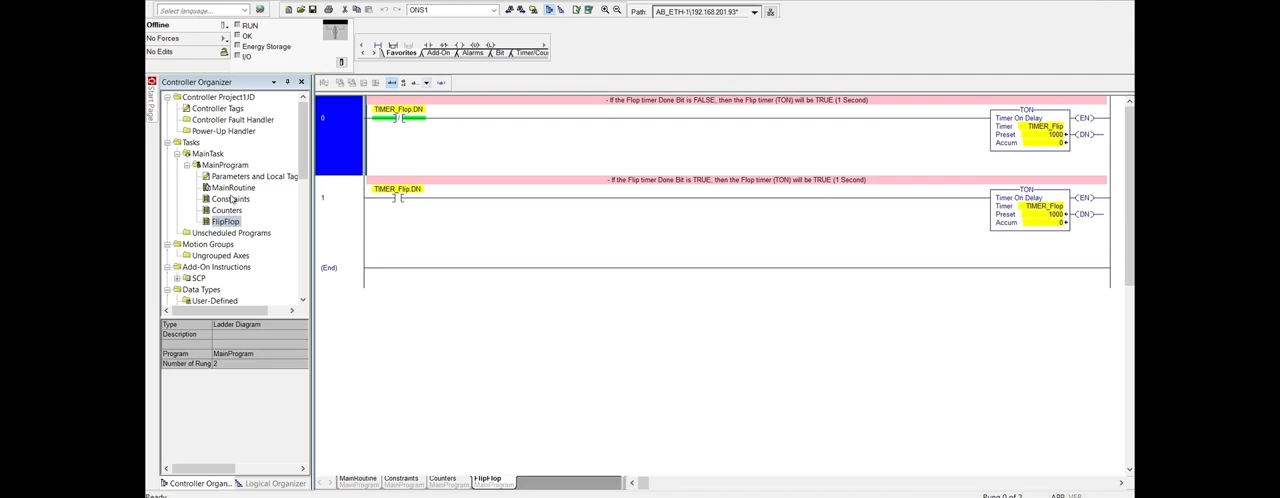 Select language...
ONS1
Path: AB_ETH-1\192.168.201.93*
Offline
RUN
No Forces
OK
No Edits
Energy Storage
I/O
Favorites
Add-On
Alarms
Bit
Timer/Cou
Start Page
Controller Organizer
Controller Project1JD
Controller Tags
Controller Fault Handler
Power-Up Handler
Tasks
MainTask
MainProgram
Parameters and Local Tag
MainRoutine
Constraints
Counters
FlipFlop
Unscheduled Programs
Motion Groups
Ungrouped Axes
Add-On Instructions
SCP
Data Types
User-Defined
Type Ladder Diagram
Description
Program MainProgram
Number of Rung 2
Controller Organ...
Logical Organizer
- If the Flop timer Done Bit is FALSE, then the Flip timer (TON) will be TRUE (1 Second)
TIMER_Flop.DN
0
TON
Timer On Delay
Timer TIMER_Flip
Preset 1000
Accum 0
EN
DN
- If the Flip timer Done Bit is TRUE, then the Flop timer (TON) will be TRUE (1 Second)
TIMER_Flip.DN
1
TON
Timer On Delay
Timer TIMER_Flop
Preset 1000
Accum 0
EN
DN
(End)
MainRoutine
MainProgram
Constraints
MainProgram
Counters
MainProgram
FlipFlop
MainProgram
Ready
Rung 0 of 2
APP VER